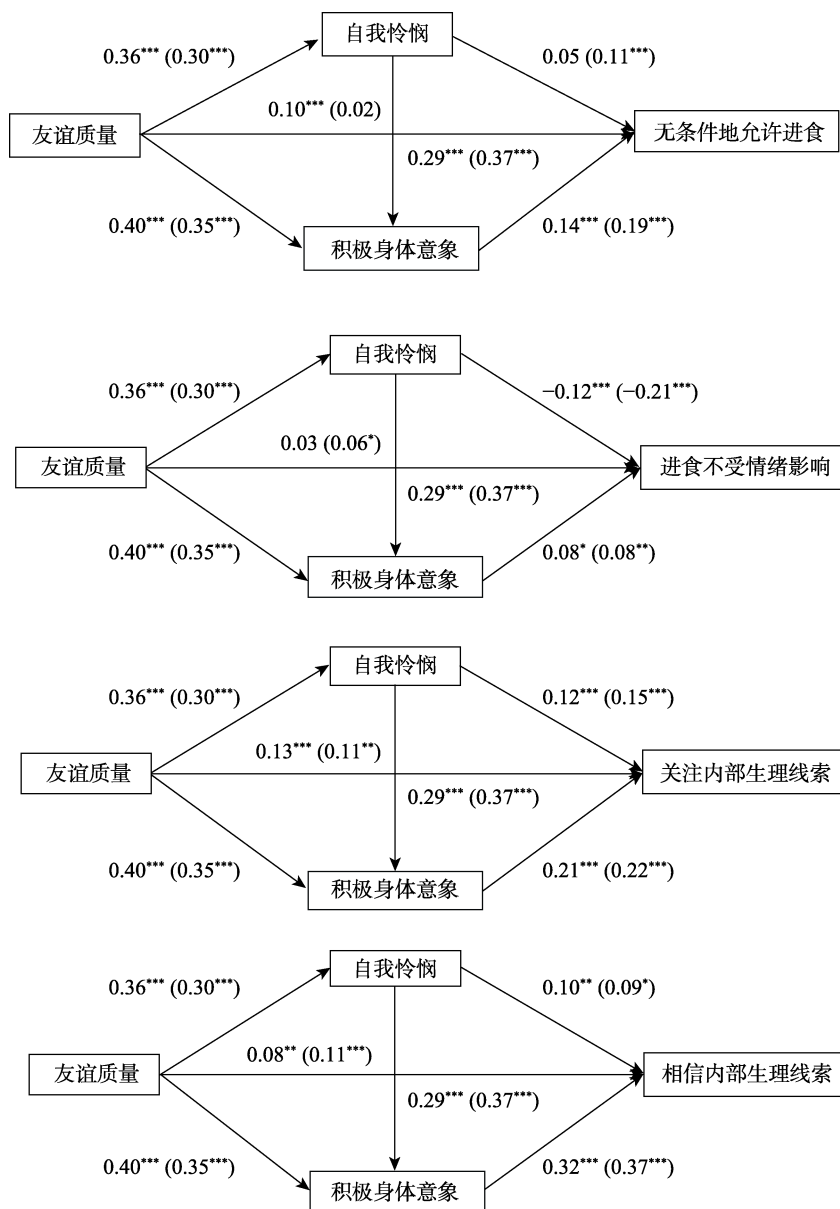 自我怜悯
0.36*** (0.30***)
0.05 (0.11***)
0.10*** (0.02)
友谊质量
无条件地允许进食
0.29*** (0.37***)
0.40*** (0.35***)
0.14*** (0.19***)
积极身体意象
自我怜悯
0.36*** (0.30***)
−0.12*** (−0.21***)
0.03 (0.06*)
友谊质量
进食不受情绪影响
0.29*** (0.37***)
0.40*** (0.35***)
0.08* (0.08**)
积极身体意象
自我怜悯
0.36*** (0.30***)
0.12*** (0.15***)
0.13*** (0.11**)
友谊质量
关注内部生理线索
0.29*** (0.37***)
0.40*** (0.35***)
0.21*** (0.22***)
积极身体意象
自我怜悯
0.36*** (0.30***)
0.10** (0.09*)
0.08** (0.11***)
友谊质量
相信内部生理线索
0.29*** (0.37***)
0.40*** (0.35***)
0.32*** (0.37***)
积极身体意象